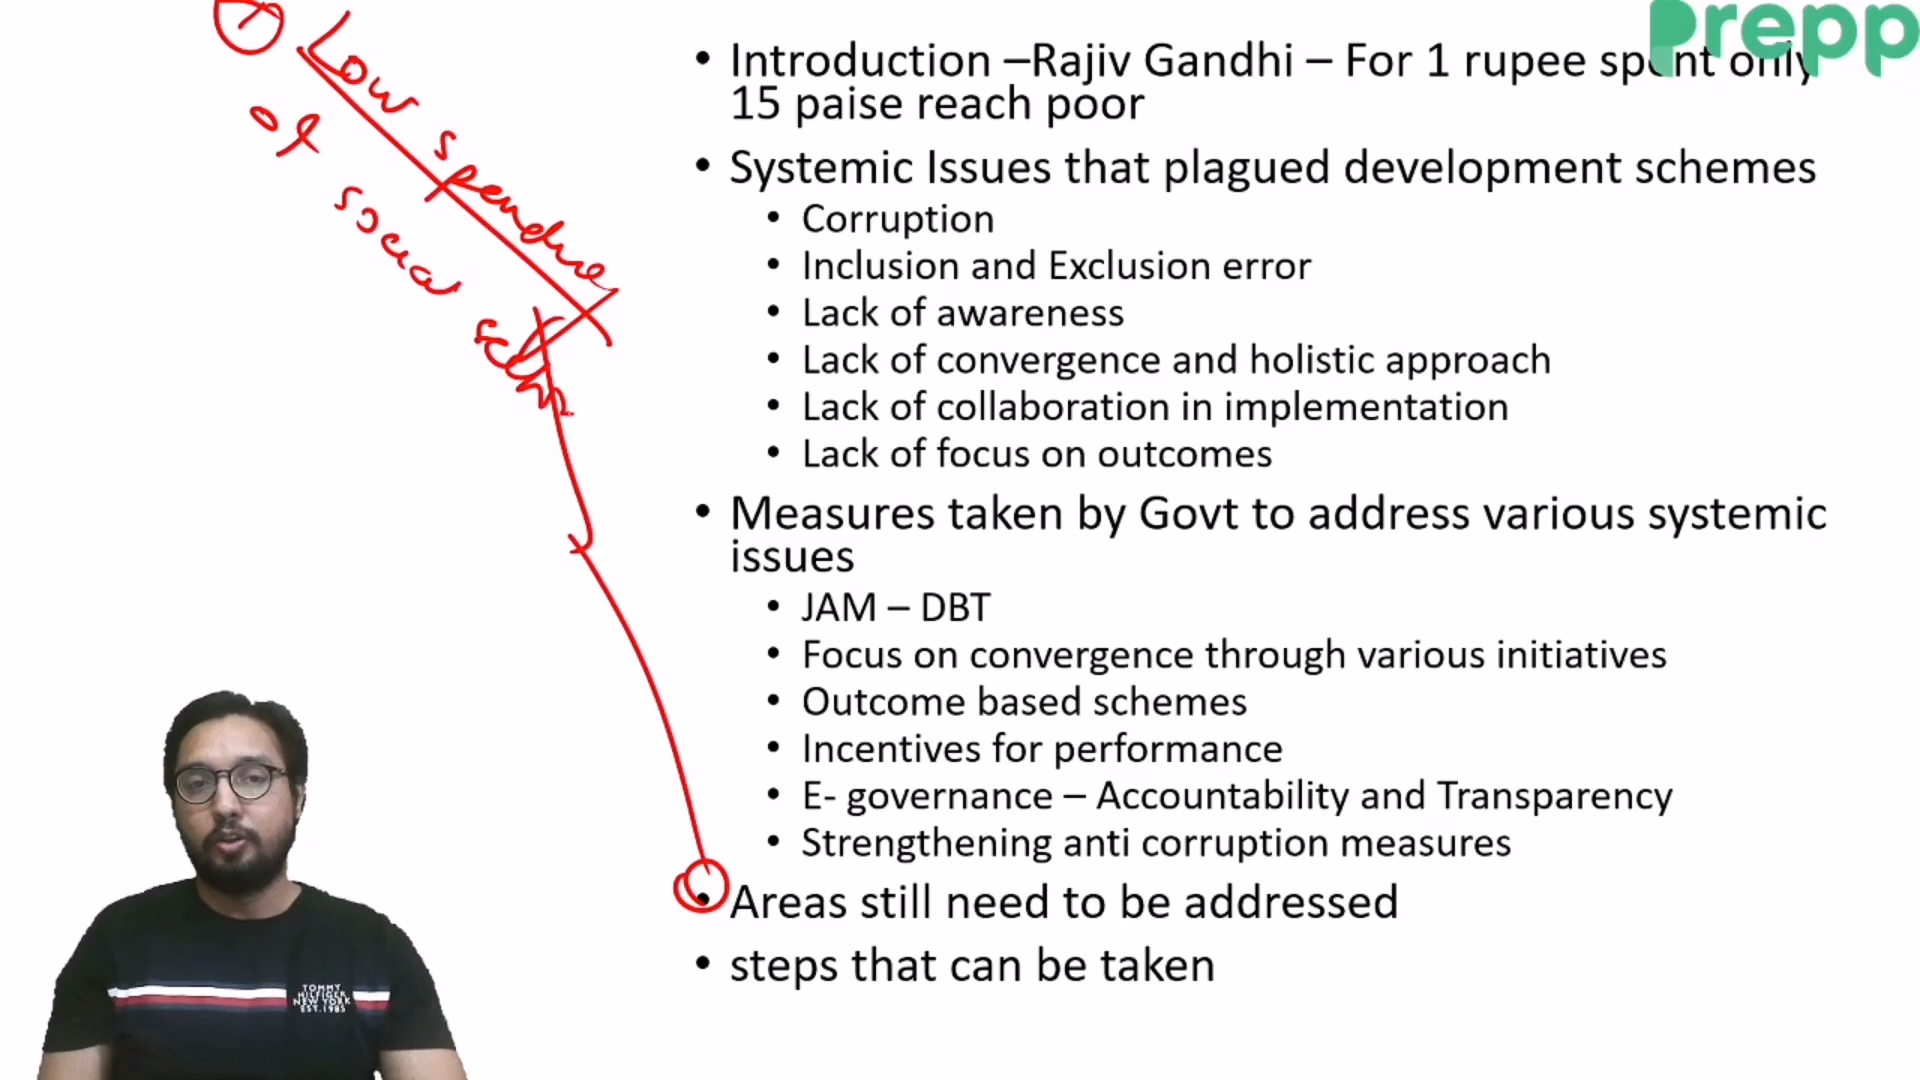 prepp
Low spending
of social sector
• Introduction –Rajiv Gandhi – For 1 rupee spent only
15 paise reach poor
• Systemic Issues that plagued development schemes
• Corruption
• Inclusion and Exclusion error
• Lack of awareness
• Lack of convergence and holistic approach
• Lack of collaboration in implementation
• Lack of focus on outcomes
• Measures taken by Govt to address various systemic
issues
• JAM – DBT
• Focus on convergence through various initiatives
• Outcome based schemes
• Incentives for performance
• E- governance – Accountability and Transparency
• Strengthening anti corruption measures
• Areas still need to be addressed
• steps that can be taken
TOMMY
HILFIGER
NEW YORK
EST.1985